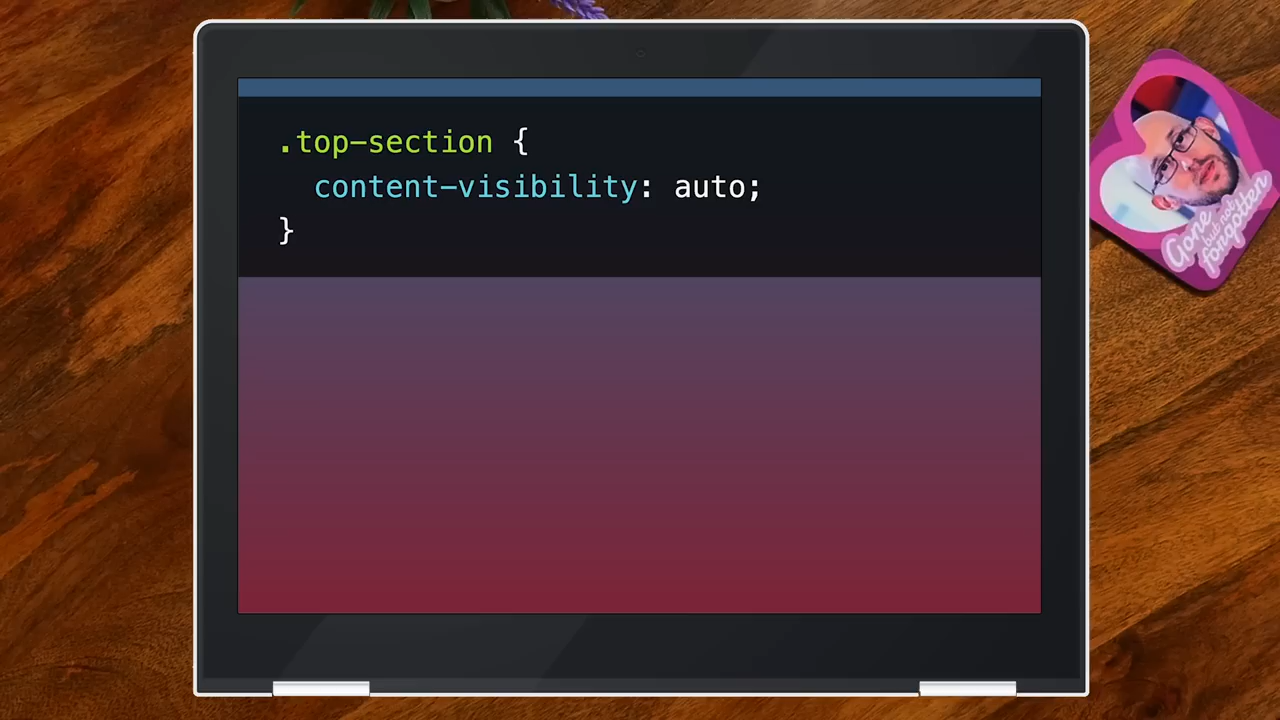 .top-section {
content-visibility: auto;
}
Gone
but not
forgotten